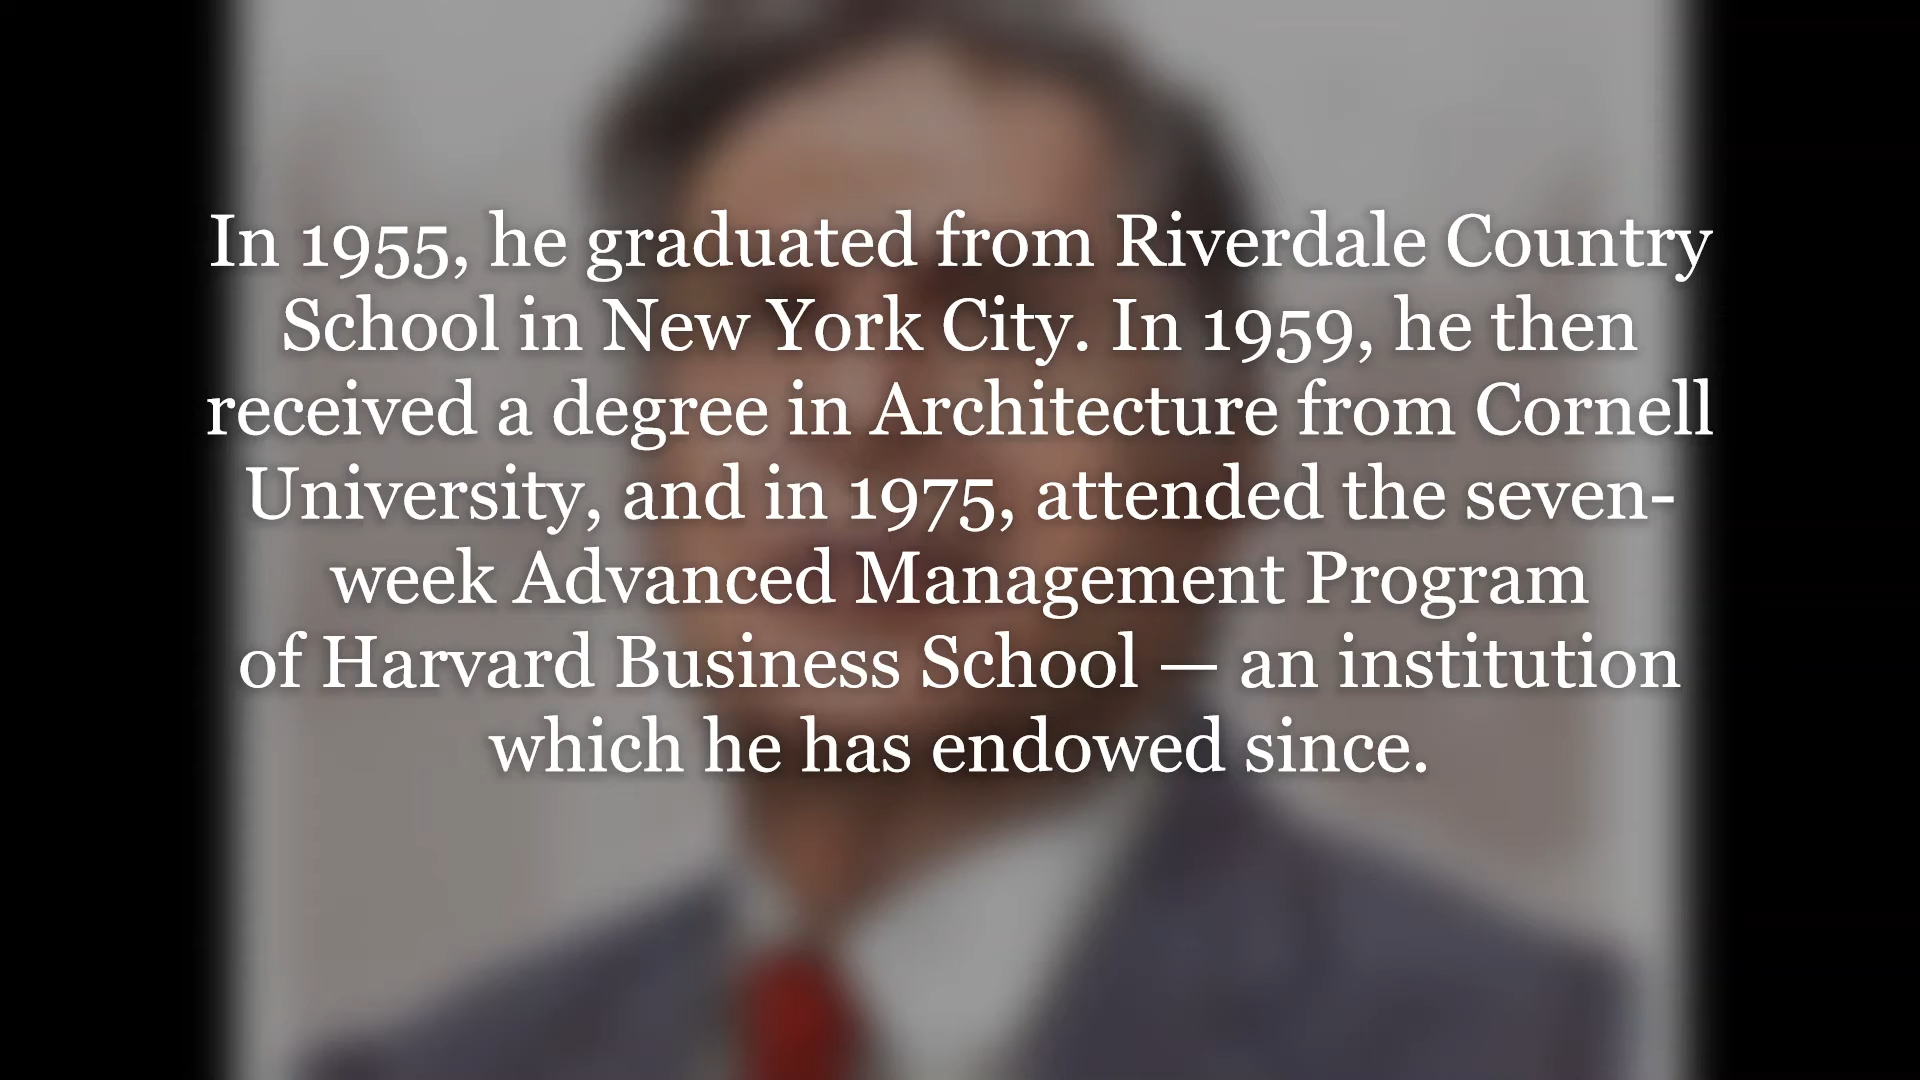 In 1955, he graduated from Riverdale Country
School in New York City. In 1959, he then
received a degree in Architecture from Cornell
University, and in 1975, attended the seven-
week Advanced Management Program
of Harvard Business School — an institution
which he has endowed since.